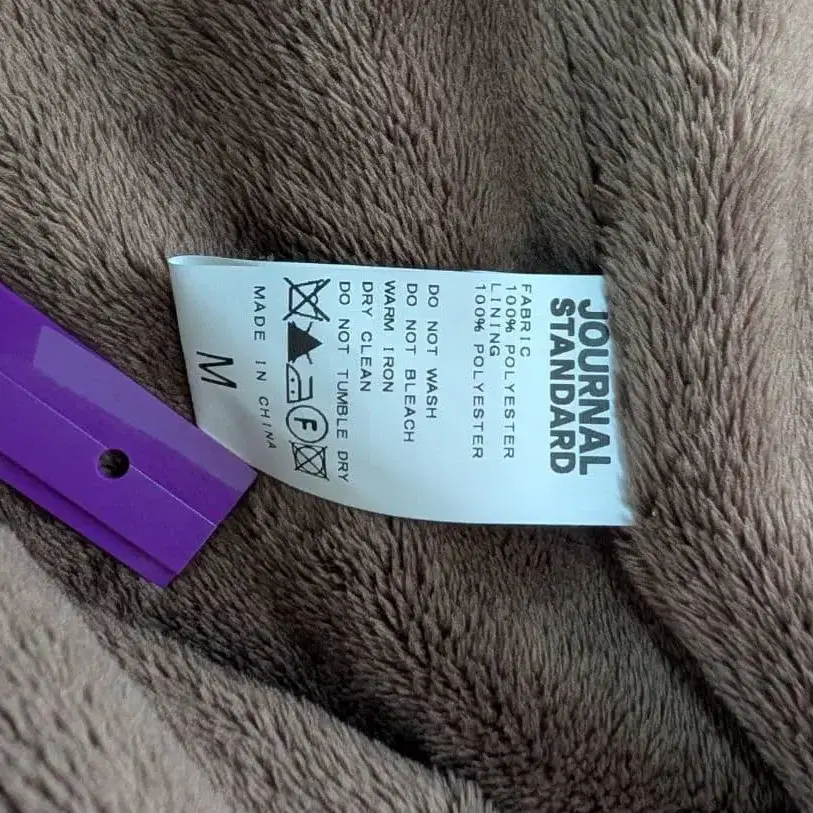 JOURNAL
STANDARD
FABRIC
100% POLYESTER
LINING
100% POLYESTER
DO NOT WASH
DO NOT BLEACH
WARM IRON
DRY CLEAN
DO NOT TUMBLE DRY
F
MADE IN CHINA
M